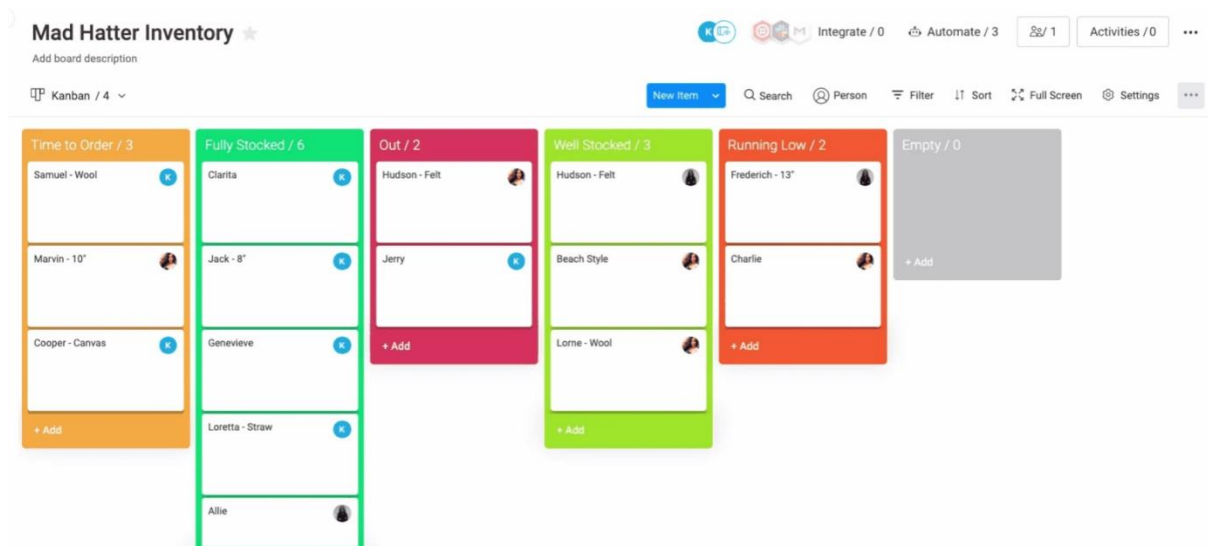 Mad Hatter Inventory
K
Integrate / 0
Automate / 3
/ 1
Activities / 0
Add board description
Kanban / 4
New Item
Search
Person
Filter
Sort
Full Screen
Settings
Time to Order / 3
Samuel - Wool
K
Marvin - 10"
Cooper - Canvas
K
+ Add
Fully Stocked / 6
Clarita
K
Jack - 8"
K
Genevieve
K
Loretta - Straw
K
Allie
Out / 2
Hudson - Felt
Jerry
K
+ Add
Well Stocked / 3
Hudson - Felt
Beach Style
Lorne - Wool
+ Add
Running Low / 2
Frederich - 13"
Charlie
+ Add
Empty / 0
+ Add